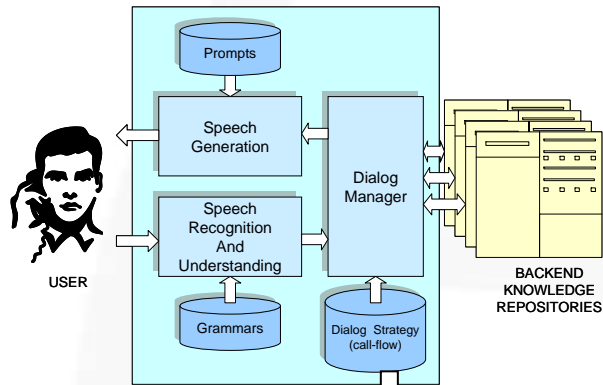 Prompts
Speech
Generation
Dialog
Manager
Speech
Recognition
And
Understanding
USER
Grammars
Dialog Strategy
(call-flow)
BACKEND
KNOWLEDGE
REPOSITORIES